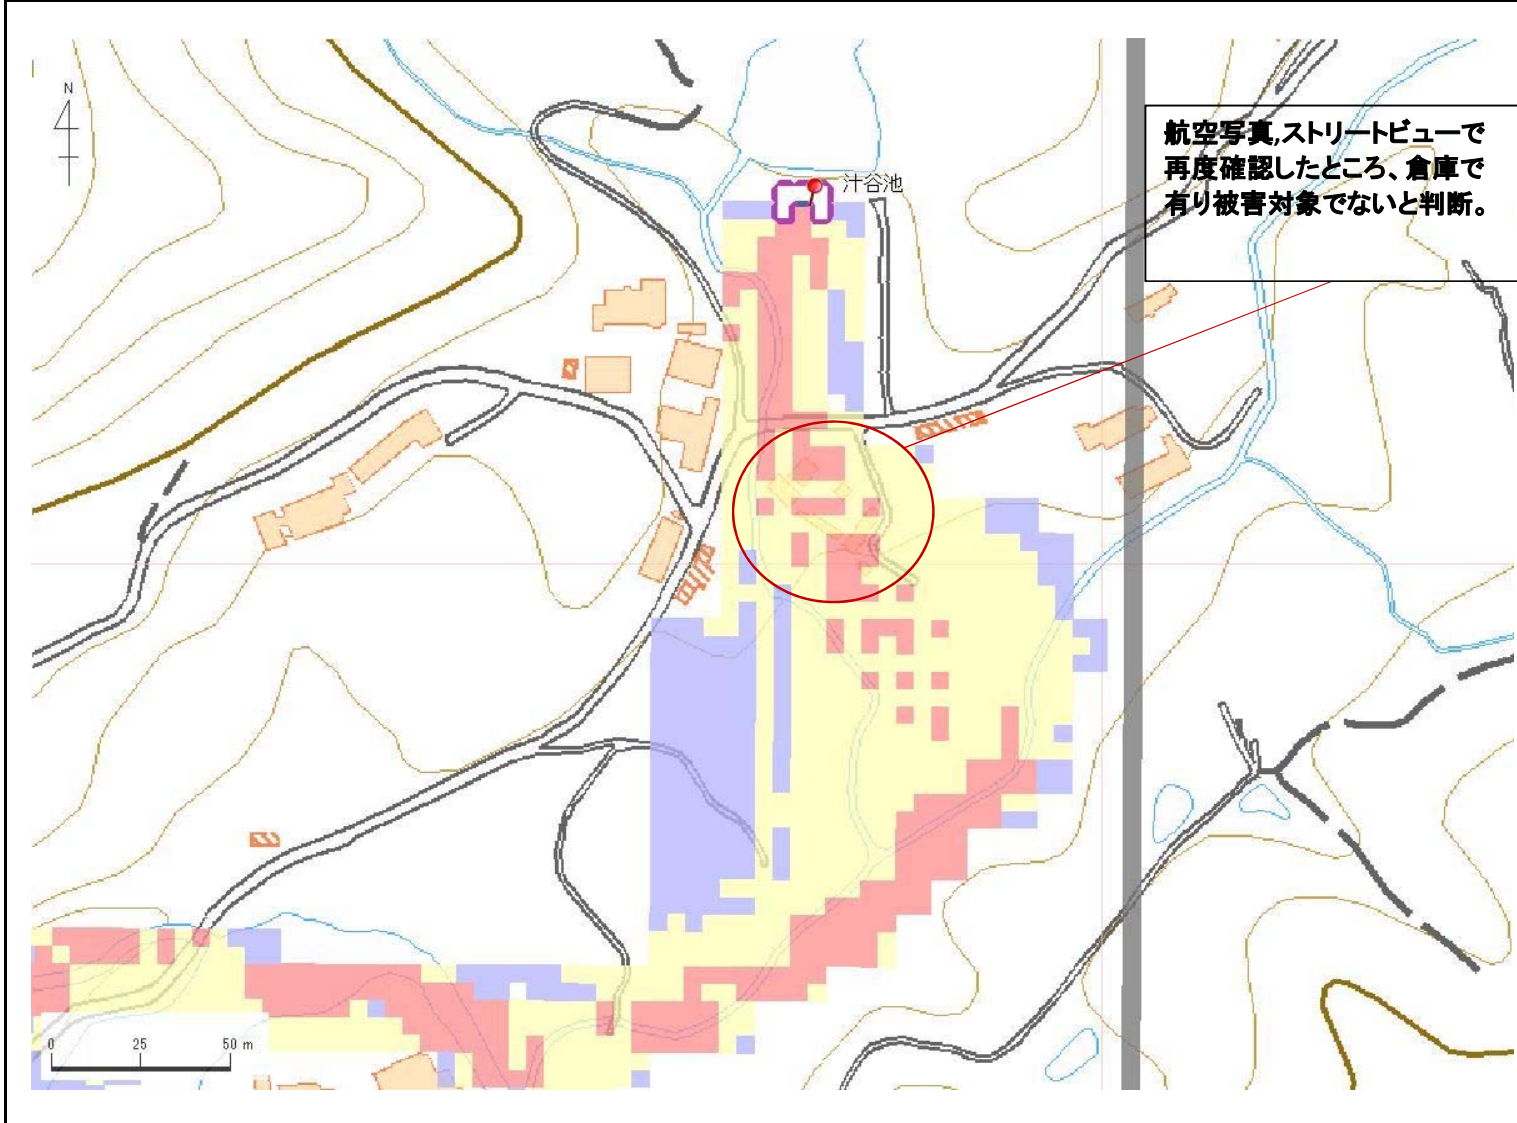 N
航空写真,ストリートビューで
再度確認したところ、倉庫で
有り被害対象でないと判断。
汁谷池
0 25 50 m